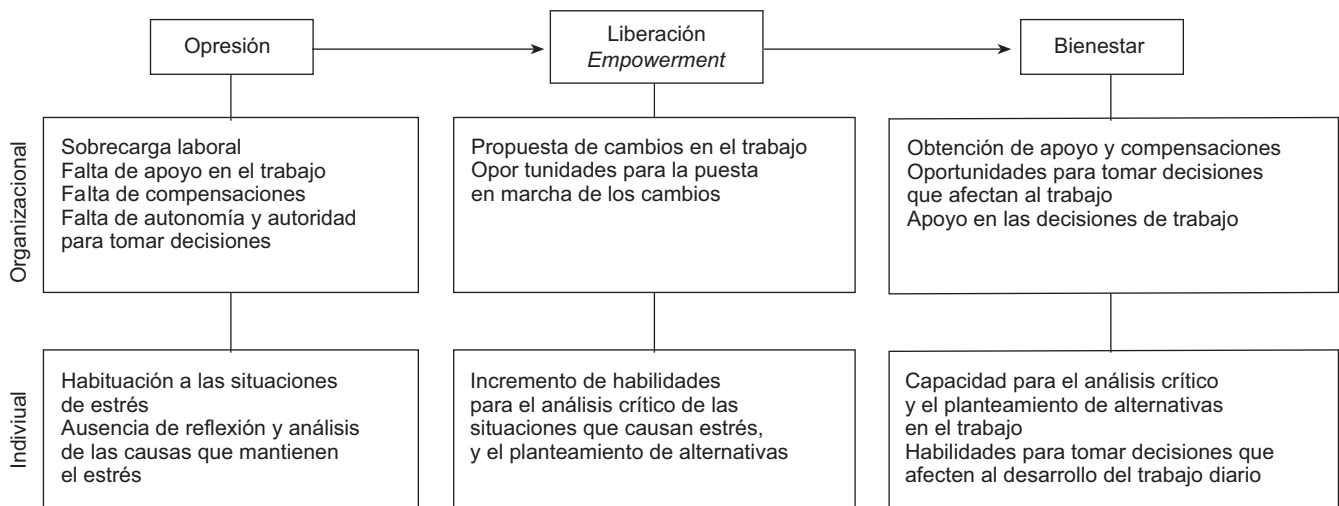 Opresión
Liberación
Empowerment
Bienestar
Organizacional
Sobrecarga laboral
Falta de apoyo en el trabajo
Falta de compensaciones
Falta de autonomía y autoridad
para tomar decisiones
Propuesta de cambios en el trabajo
Opor tunidades para la puesta
en marcha de los cambios
Obtención de apoyo y compensaciones
Oportunidades para tomar decisiones
que afectan al trabajo
Apoyo en las decisiones de trabajo
Indiviual
Habituación a las situaciones
de estrés
Ausencia de reflexión y análisis
de las causas que mantienen
el estrés
Incremento de habilidades
para el análisis crítico de las
situaciones que causan estrés,
y el planteamiento de alternativas
Capacidad para el análisis crítico
y el planteamiento de alternativas
en el trabajo
Habilidades para tomar decisiones que
afecten al desarrollo del trabajo diario